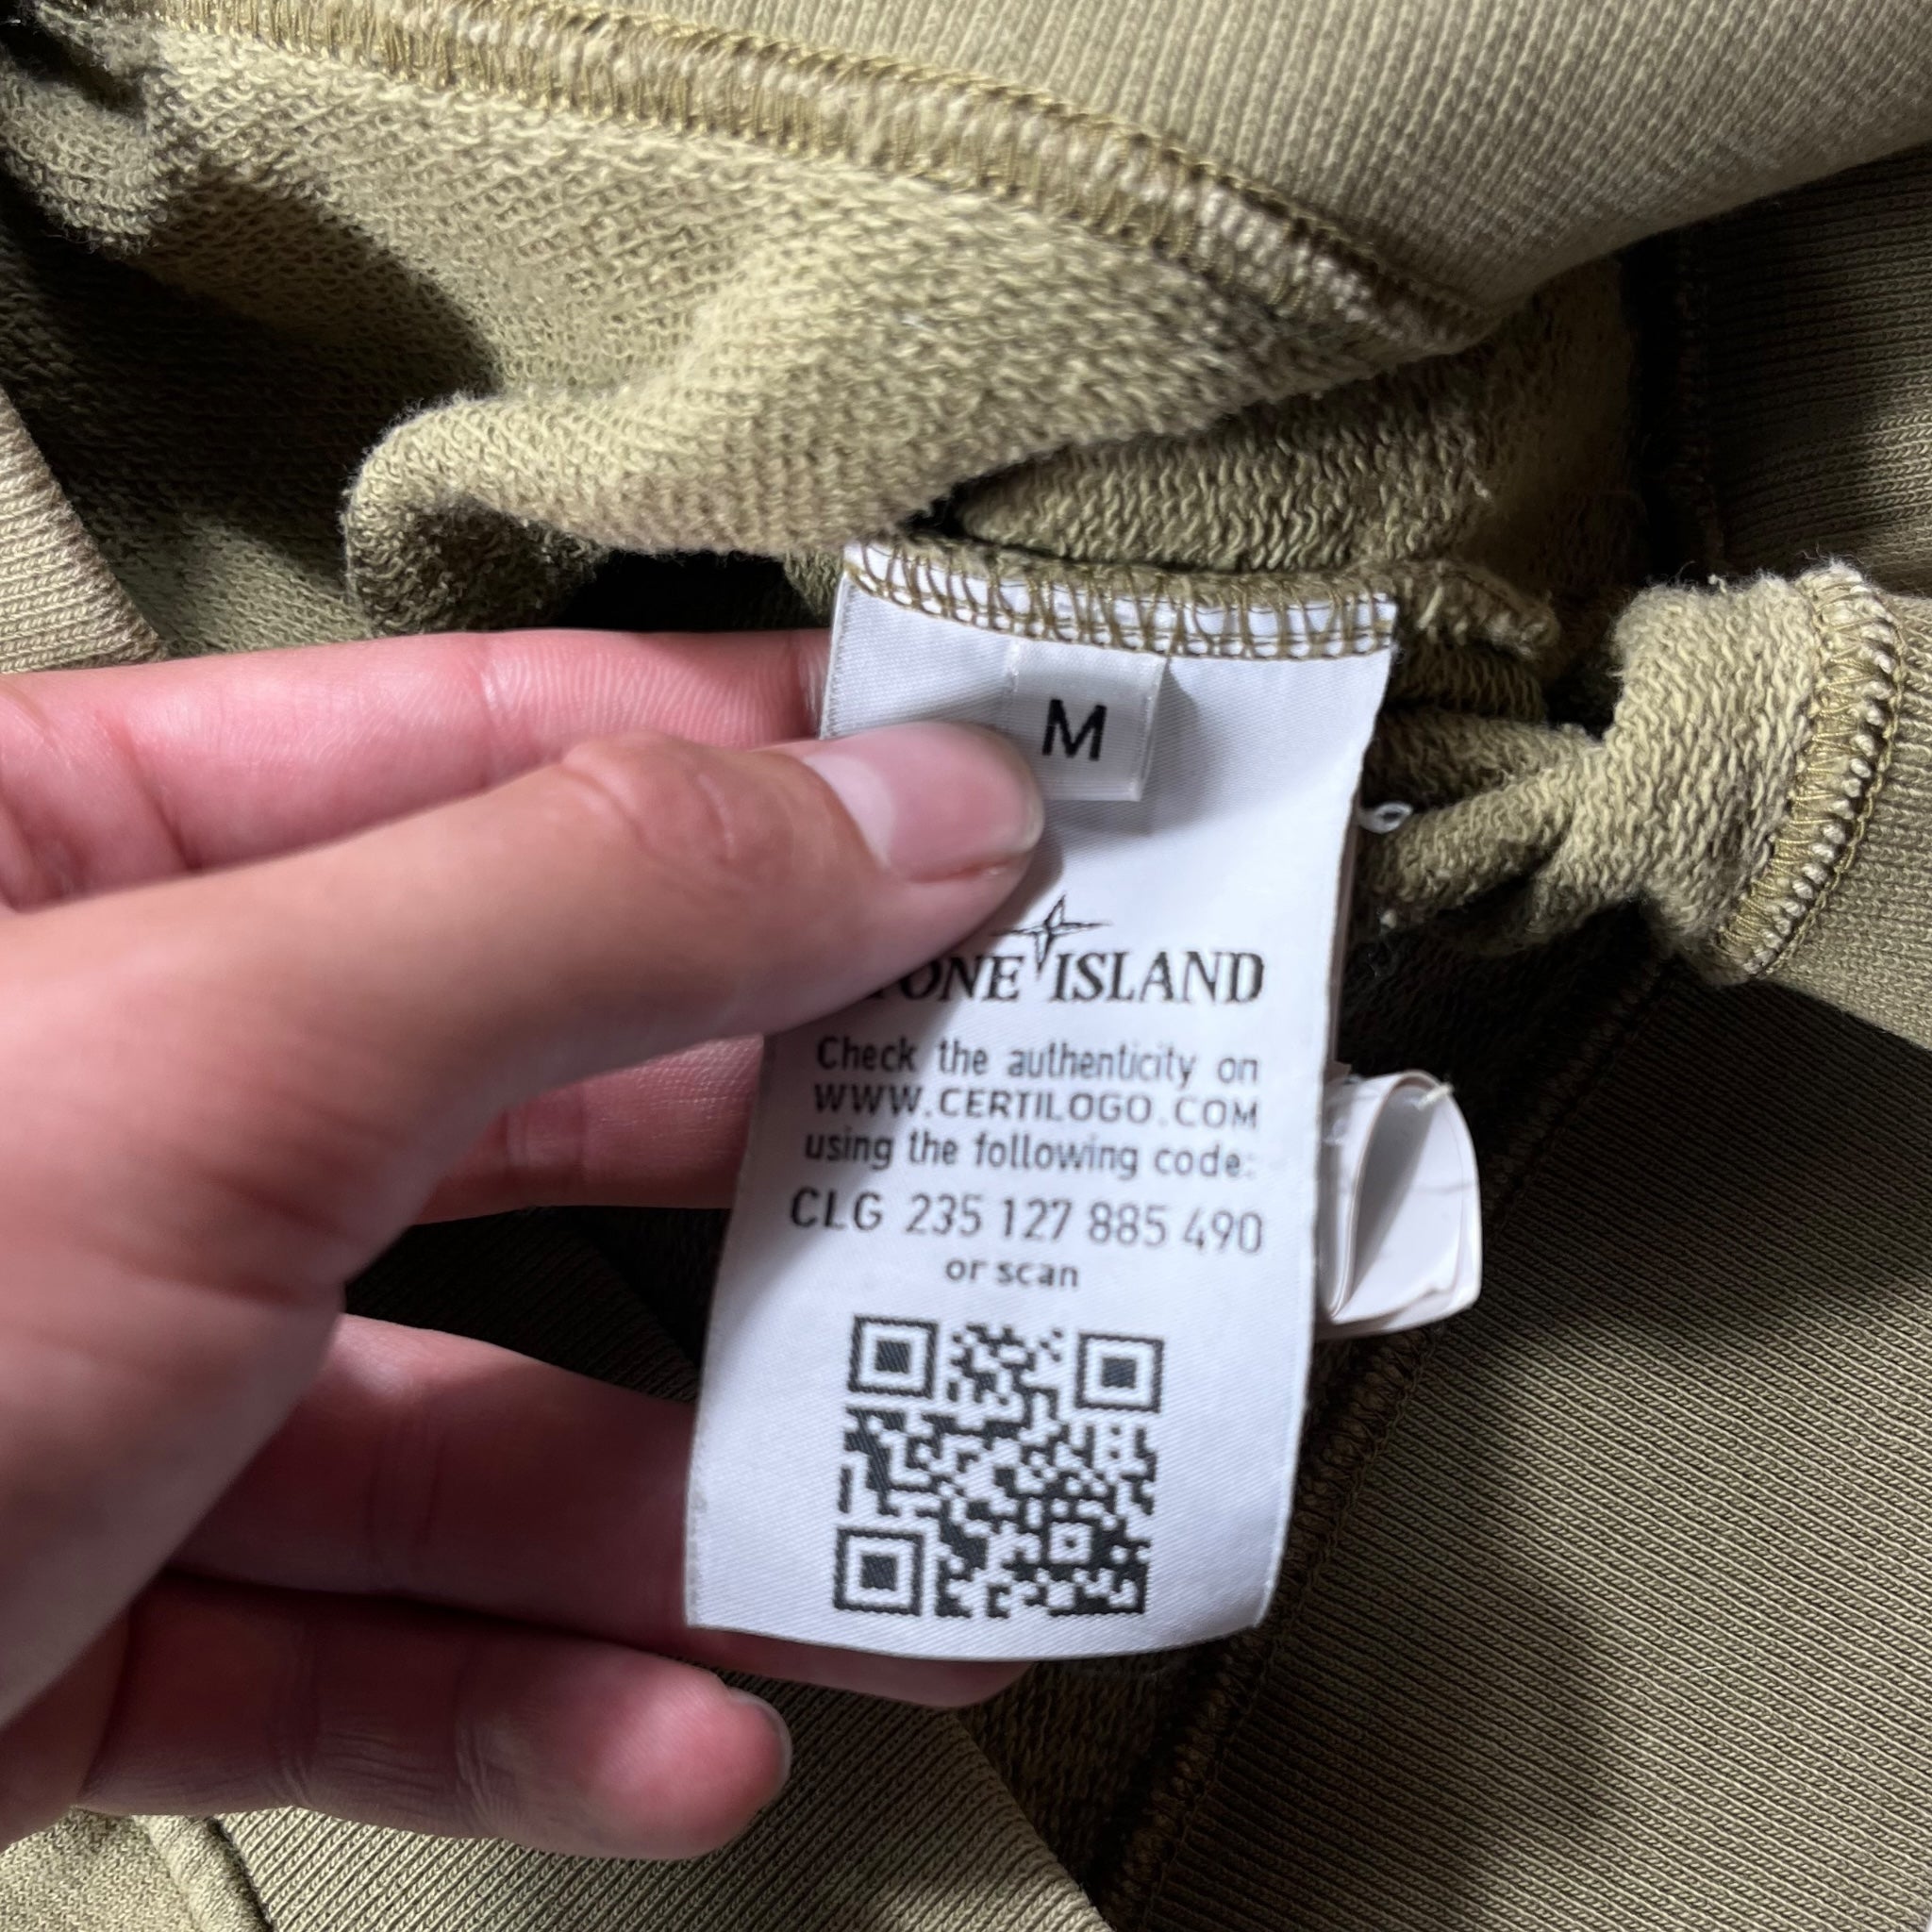 M
TONE ISLAND
Check the authenticity on
WWW.CERTILOGO.COM
using the following code:
CLG 235 127 885 490
or scan